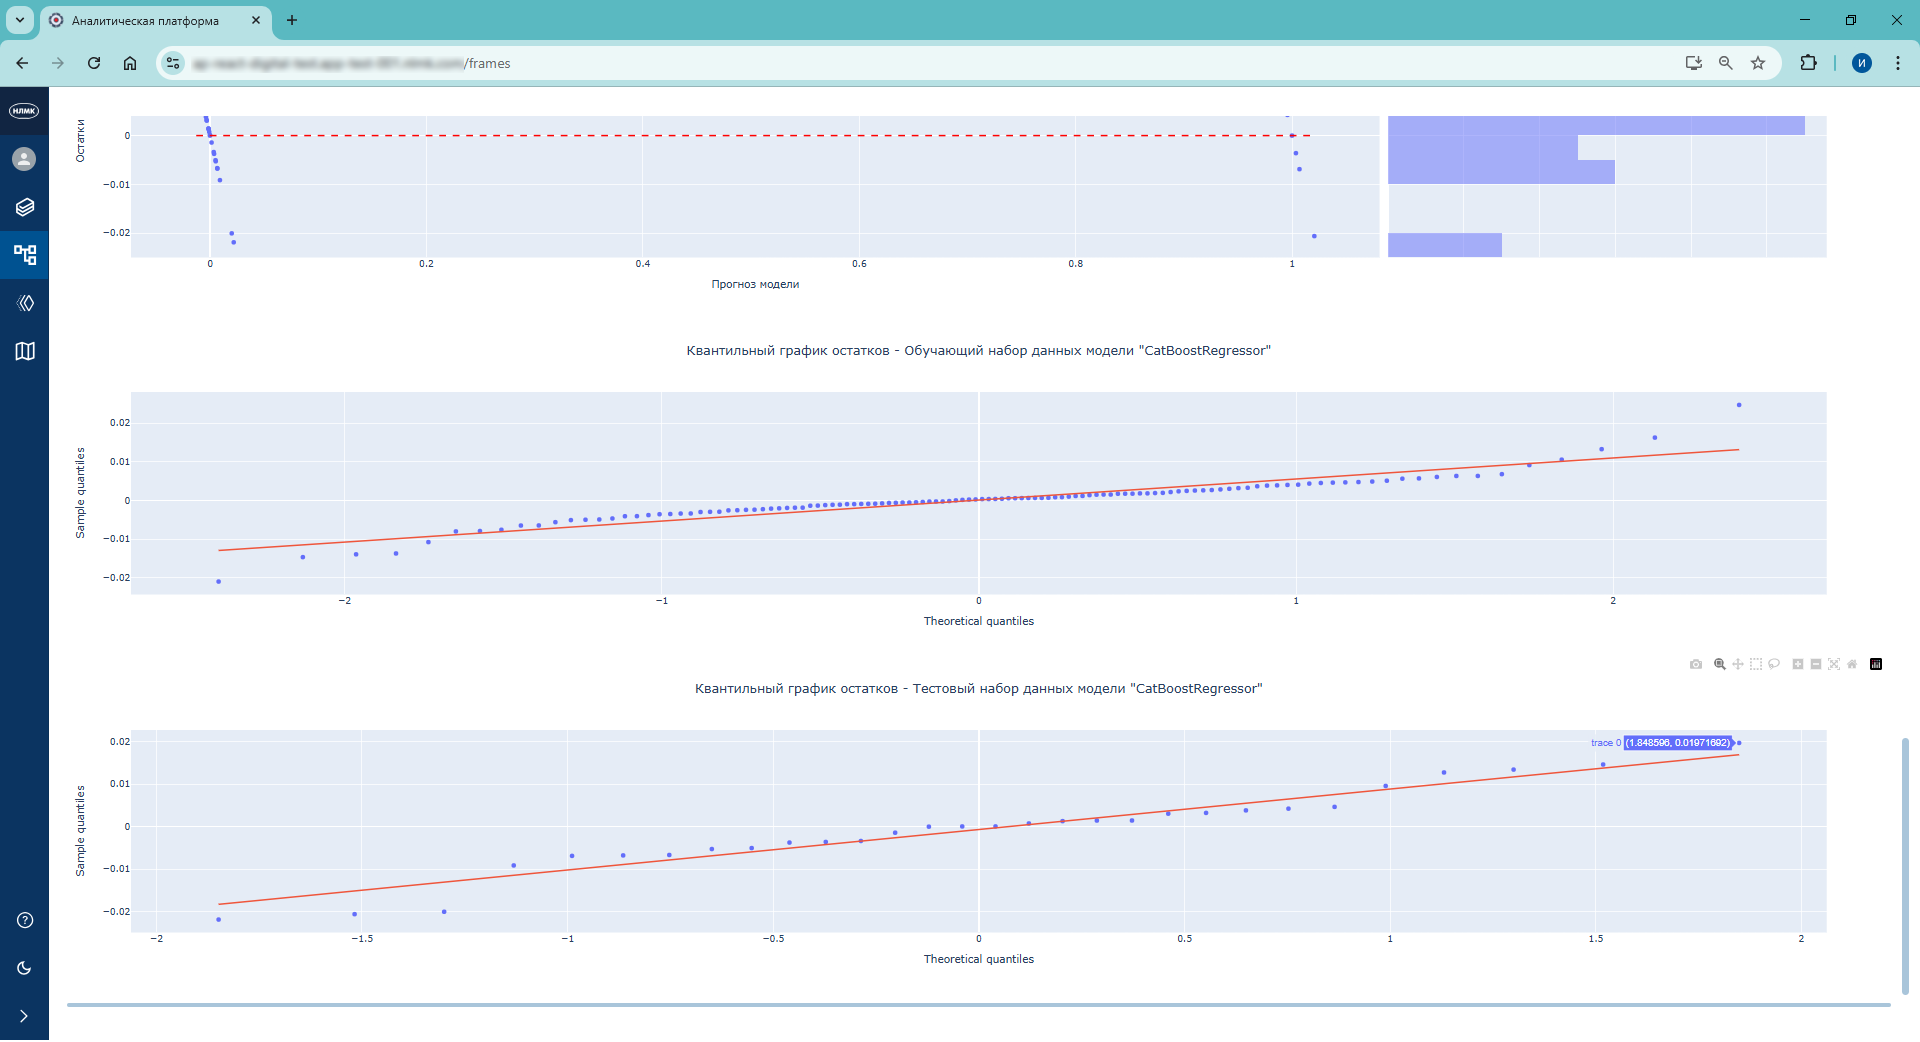 Аналитическая платформа
/frames
И
НЛМК
Остатки
0
−0.01
−0.02
0 0.2 0.4 0.6 0.8 1
Прогноз модели
Квантильный график остатков - Обучающий набор данных модели "CatBoostRegressor"
Sample quantiles
0.02
0.01
0
−0.01
−0.02
−2 −1 0 1 2
Theoretical quantiles
Квантильный график остатков - Тестовый набор данных модели "CatBoostRegressor"
Sample quantiles
0.02
trace 0 (1.848596, 0.01971692)
0.01
0
−0.01
−0.02
−2 −1.5 −1 −0.5 0 0.5 1 1.5 2
Theoretical quantiles